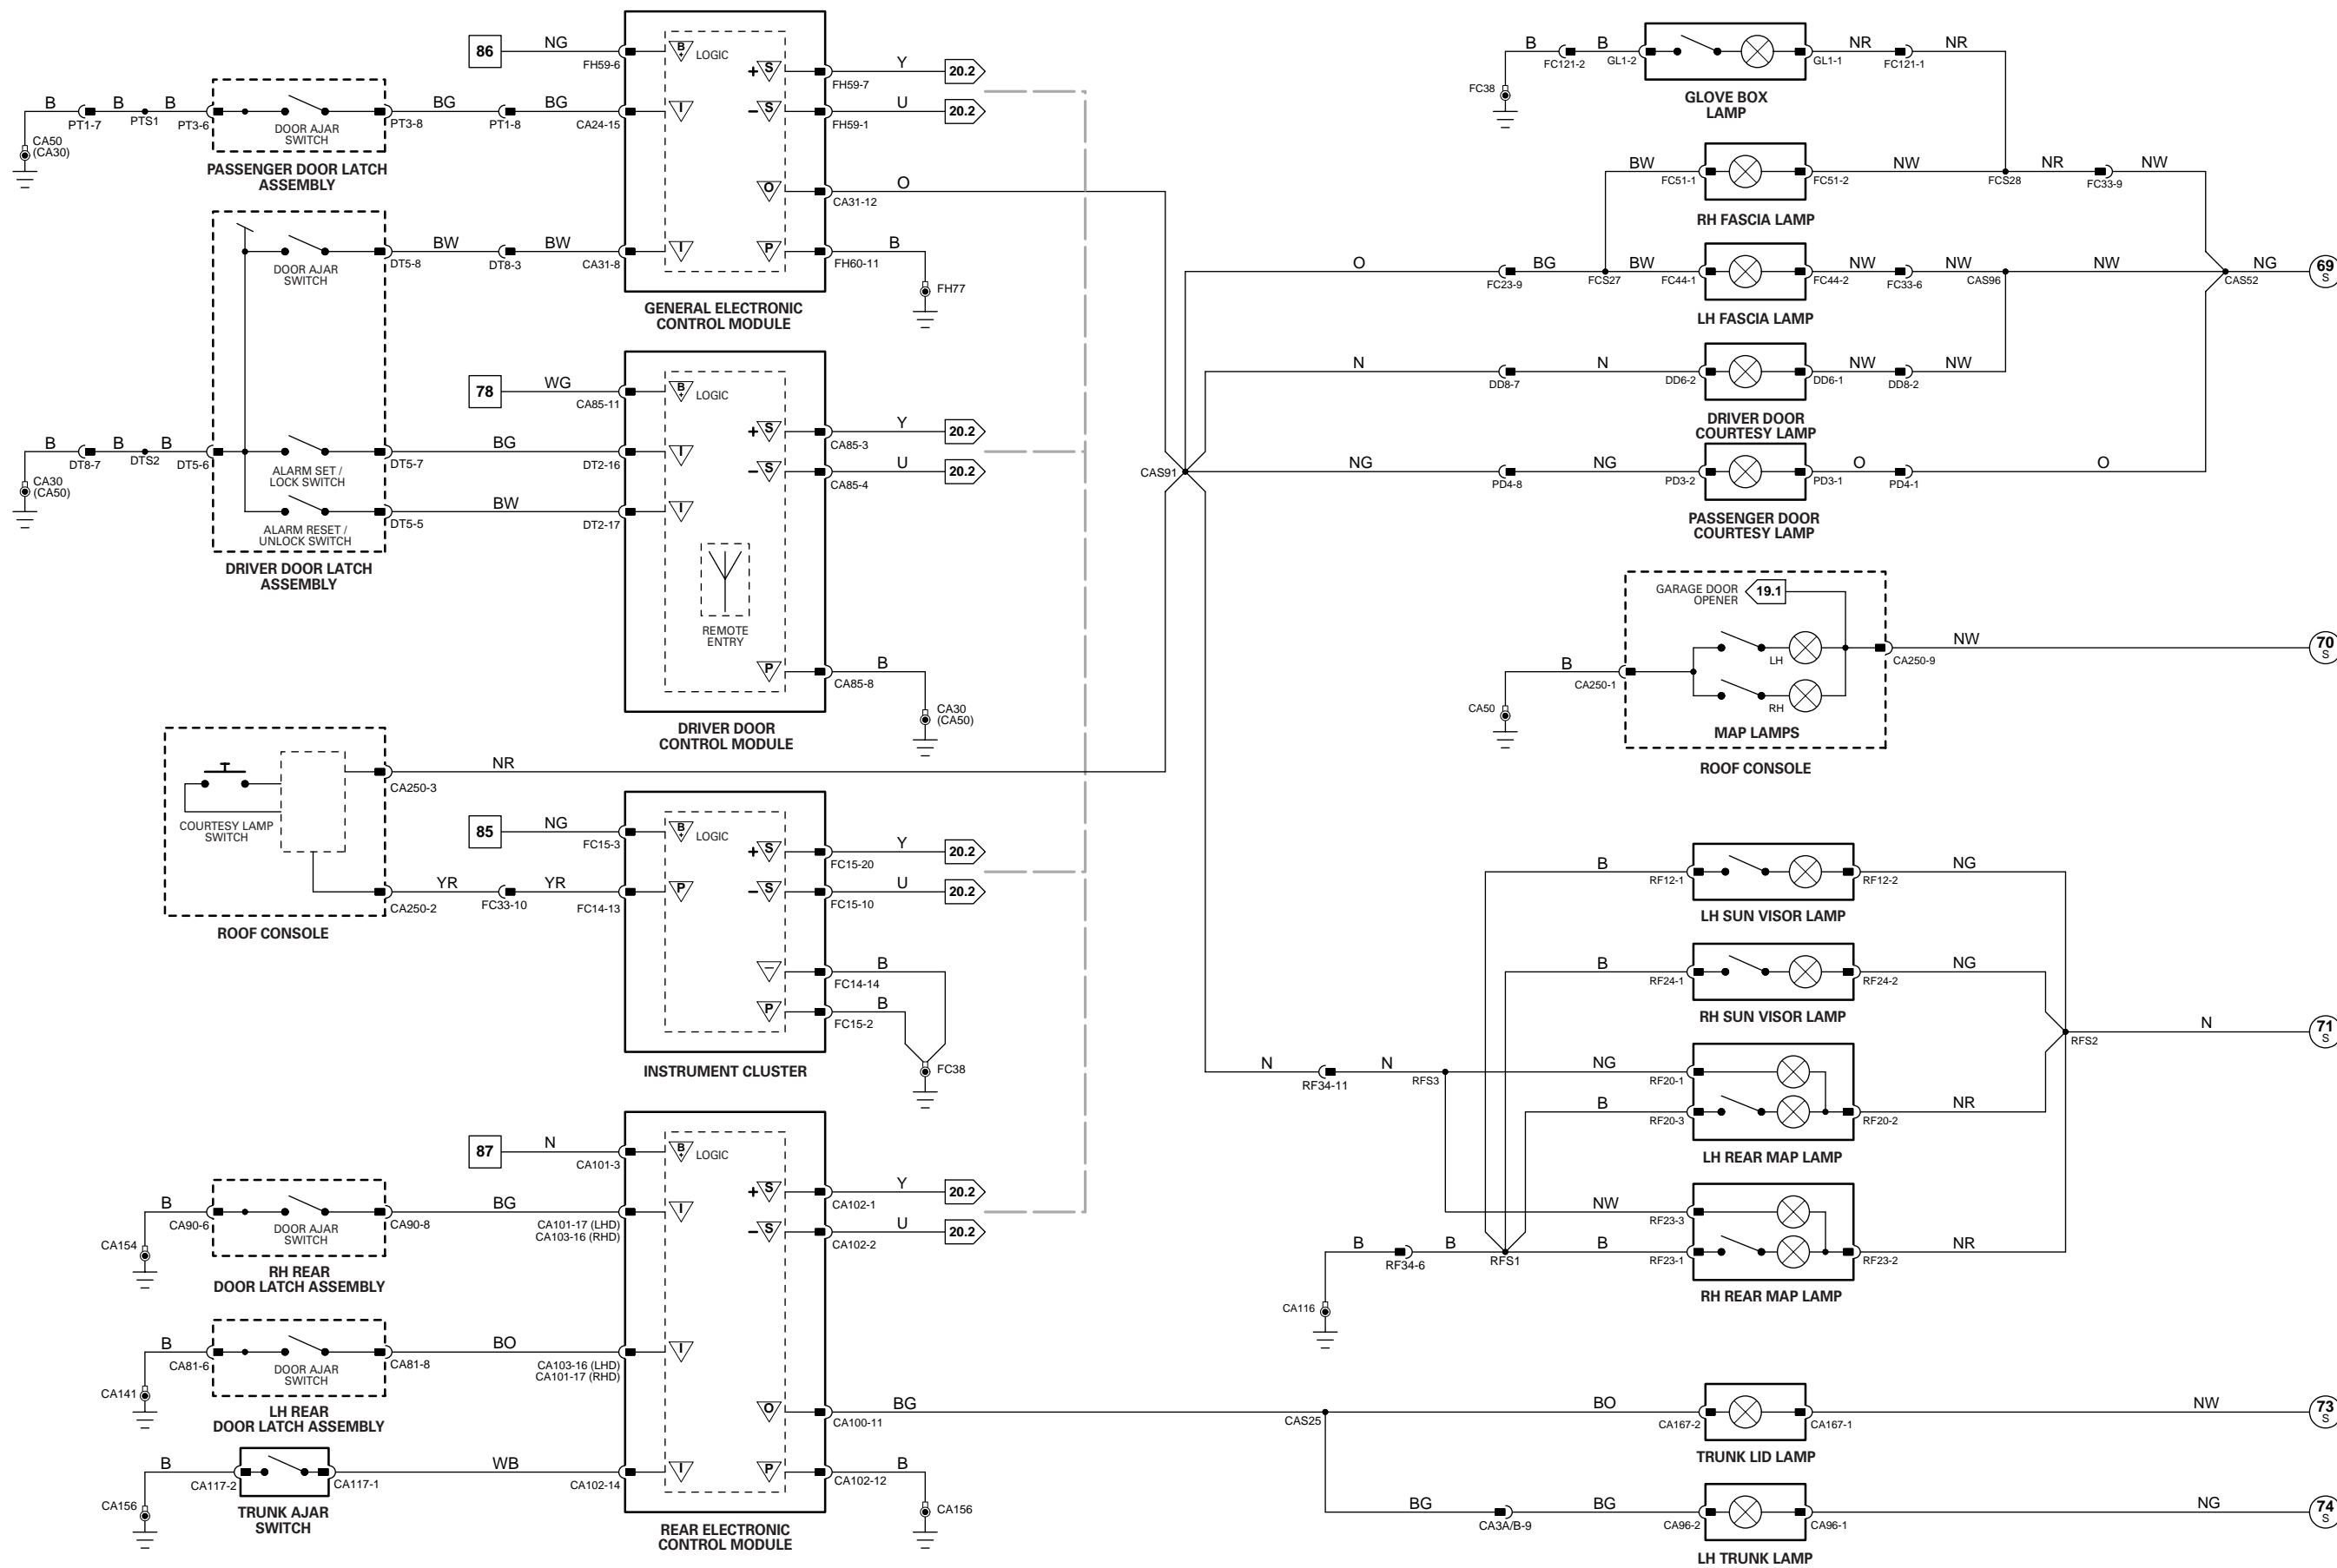 86
NG
FH59-6
B
+
LOGIC
+
S
FH59-7
Y
20.2
B
B
B
PT1-7
PTS1
PT3-6
CA50
(CA30)
DOOR AJAR
SWITCH
PT3-8
BG
PT1-8
BG
CA24-15
I
–
S
FH59-1
U
20.2
PASSENGER DOOR LATCH
ASSEMBLY
O
CA31-12
O
DOOR AJAR
SWITCH
DT5-8
BW
DT8-3
BW
CA31-8
I
P
FH60-11
B
FH77
GENERAL ELECTRONIC
CONTROL MODULE
78
WG
CA85-11
B
+
LOGIC
+
S
CA85-3
Y
20.2
B
B
B
DT8-7
DTS2
DT5-6
CA30
(CA50)
ALARM SET /
LOCK SWITCH
DT5-7
BG
DT2-16
I
–
S
CA85-4
U
20.2
ALARM RESET /
UNLOCK SWITCH
DT5-5
BW
DT2-17
I
DRIVER DOOR LATCH
ASSEMBLY
REMOTE
ENTRY
P
CA85-8
B
CA30
(CA50)
DRIVER DOOR
CONTROL MODULE
COURTESY LAMP
SWITCH
CA250-3
NR
ROOF CONSOLE
CA250-2
YR
FC33-10
YR
FC14-13
P
85
NG
FC15-3
B
+
LOGIC
+
S
FC15-20
Y
20.2
–
S
FC15-10
U
20.2
–
FC14-14
B
P
FC15-2
B
FC38
INSTRUMENT CLUSTER
87
N
CA101-3
B
+
LOGIC
+
S
CA102-1
Y
20.2
B
CA90-6
CA154
DOOR AJAR
SWITCH
CA90-8
BG
CA101-17 (LHD)
CA103-16 (RHD)
I
–
S
CA102-2
U
20.2
RH REAR
DOOR LATCH ASSEMBLY
B
CA81-6
CA141
DOOR AJAR
SWITCH
CA81-8
BO
CA103-16 (LHD)
CA101-17 (RHD)
I
LH REAR
DOOR LATCH ASSEMBLY
O
CA100-11
BG
B
CA117-2
CA156
CA117-1
WB
CA102-14
I
P
CA102-12
B
CA156
TRUNK AJAR
SWITCH
REAR ELECTRONIC
CONTROL MODULE
B
FC121-2
B
GL1-2
FC38
GL1-1
NR
FC121-1
NR
GLOVE BOX
LAMP
BW
FC51-1
FC51-2
NW
FCS28
NR
FC33-9
NW
RH FASCIA LAMP
O
FC23-9
BG
FCS27
BW
FC44-1
FC44-2
NW
FC33-6
NW
CAS96
NW
CAS52
NG
69
S
LH FASCIA LAMP
N
DD8-7
N
DD6-2
DD6-1
NW
DD8-2
NW
DRIVER DOOR
COURTESY LAMP
CAS91
NG
PD4-8
NG
PD3-2
PD3-1
O
PD4-1
O
PASSENGER DOOR
COURTESY LAMP
GARAGE DOOR
OPENER
19.1
LH
RH
B
CA250-1
CA50
CA250-9
NW
70
S
MAP LAMPS
ROOF CONSOLE
B
RF12-1
RF12-2
NG
LH SUN VISOR LAMP
B
RF24-1
RF24-2
NG
RH SUN VISOR LAMP
RFS2
N
71
S
N
RF34-11
N
RFS3
NG
RF20-1
B
RF20-3
RF20-2
NR
LH REAR MAP LAMP
NW
RF23-3
B
RF34-6
B
RFS1
B
RF23-1
RF23-2
NR
CA116
RH REAR MAP LAMP
CAS25
BO
CA167-2
CA167-1
NW
73
S
TRUNK LID LAMP
BG
CA3A/B-9
BG
CA96-2
CA96-1
NG
74
S
LH TRUNK LAMP